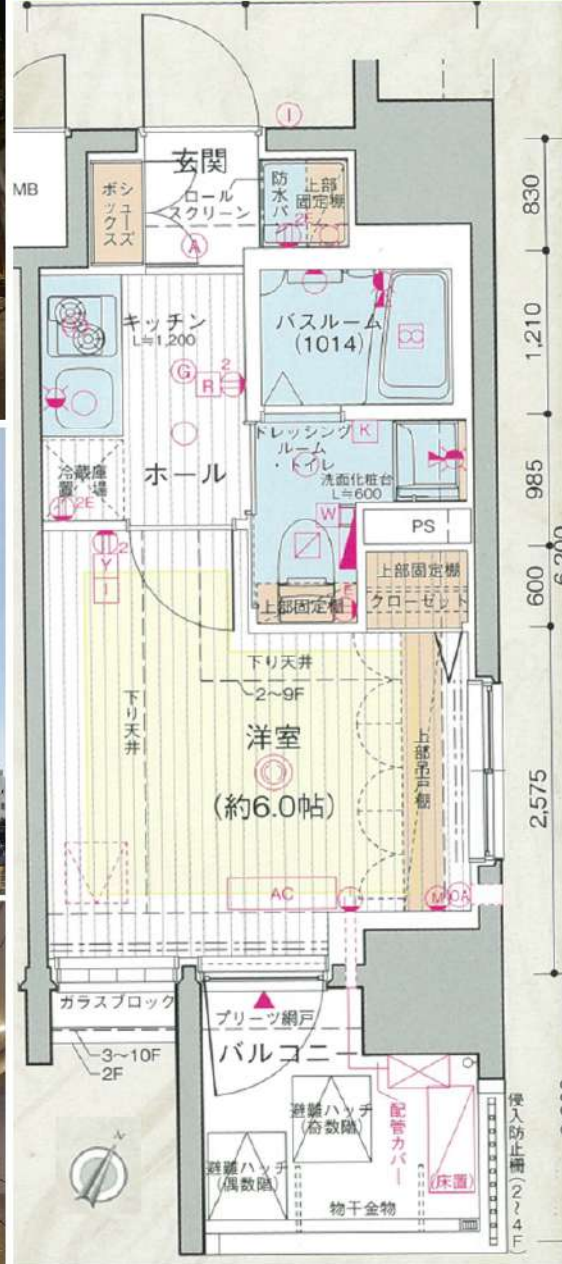 I
玄関
MB
シューズ
ボックス
ロール
スクリーン
防水パン
上部
固定棚
2E
A
830
キッチン
L≒1,200
バスルーム
(1014)
1,210
G
R
2
ドレッシング
ルーム
・トイレ
K
洗面化粧台
L≒600
冷蔵庫
置場
ホール
2E
W
PS
985
2
Y
1
E
上部固定棚
上部固定棚
クローゼット
600
6,200
下り天井
2~9F
下り天井
洋室
(約6.0帖)
上部吊戸棚
2,575
AC
M
OA
ガラスブロック
プリーツ網戸
3~10F
2F
バルコニー
避難ハッチ
(奇数階)
配管カバー
避難ハッチ
(偶数階)
(床置)
物干金物
侵入防止柵(2~4F)
N